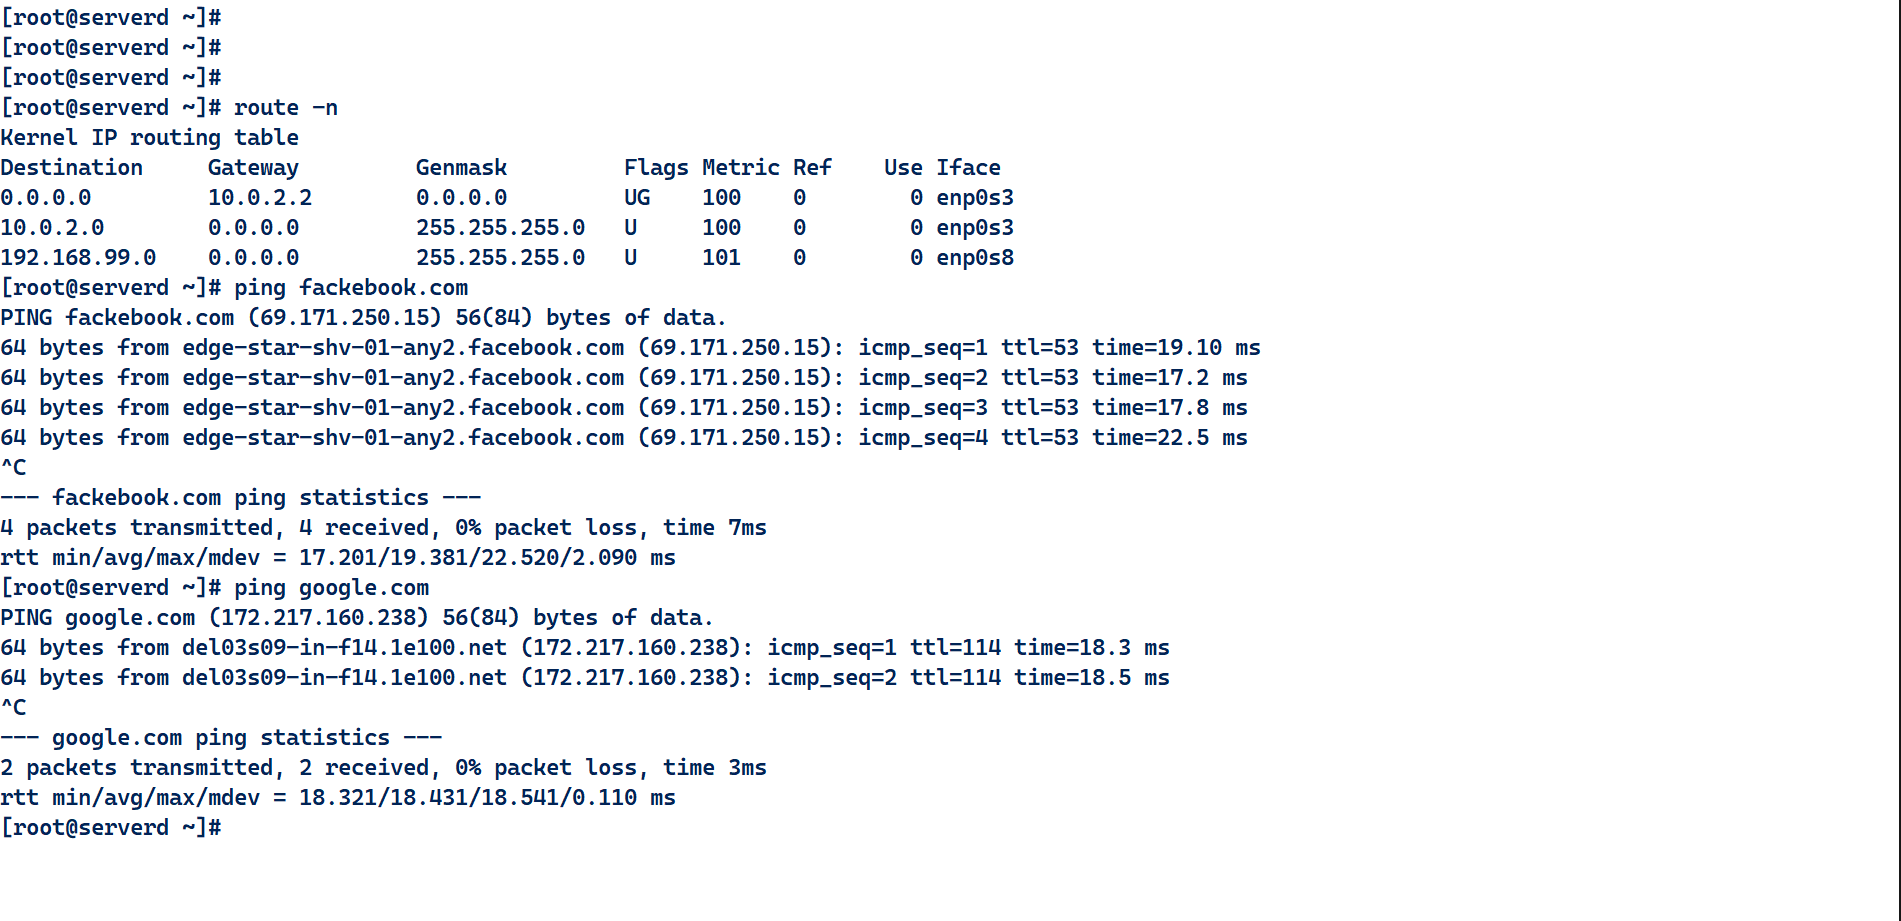 [root@serverd ~]#
[root@serverd ~]#
[root@serverd ~]#
[root@serverd ~]# route -n
Kernel IP routing table
Destination     Gateway         Genmask         Flags Metric Ref    Use Iface
0.0.0.0         10.0.2.2        0.0.0.0         UG    100    0        0 enp0s3
10.0.2.0        0.0.0.0         255.255.255.0   U     100    0        0 enp0s3
192.168.99.0    0.0.0.0         255.255.255.0   U     101    0        0 enp0s8
[root@serverd ~]# ping fackebook.com
PING fackebook.com (69.171.250.15) 56(84) bytes of data.
64 bytes from edge-star-shv-01-any2.facebook.com (69.171.250.15): icmp_seq=1 ttl=53 time=19.10 ms
64 bytes from edge-star-shv-01-any2.facebook.com (69.171.250.15): icmp_seq=2 ttl=53 time=17.2 ms
64 bytes from edge-star-shv-01-any2.facebook.com (69.171.250.15): icmp_seq=3 ttl=53 time=17.8 ms
64 bytes from edge-star-shv-01-any2.facebook.com (69.171.250.15): icmp_seq=4 ttl=53 time=22.5 ms
^C
--- fackebook.com ping statistics ---
4 packets transmitted, 4 received, 0% packet loss, time 7ms
rtt min/avg/max/mdev = 17.201/19.381/22.520/2.090 ms
[root@serverd ~]# ping google.com
PING google.com (172.217.160.238) 56(84) bytes of data.
64 bytes from del03s09-in-f14.1e100.net (172.217.160.238): icmp_seq=1 ttl=114 time=18.3 ms
64 bytes from del03s09-in-f14.1e100.net (172.217.160.238): icmp_seq=2 ttl=114 time=18.5 ms
^C
--- google.com ping statistics ---
2 packets transmitted, 2 received, 0% packet loss, time 3ms
rtt min/avg/max/mdev = 18.321/18.431/18.541/0.110 ms
[root@serverd ~]#